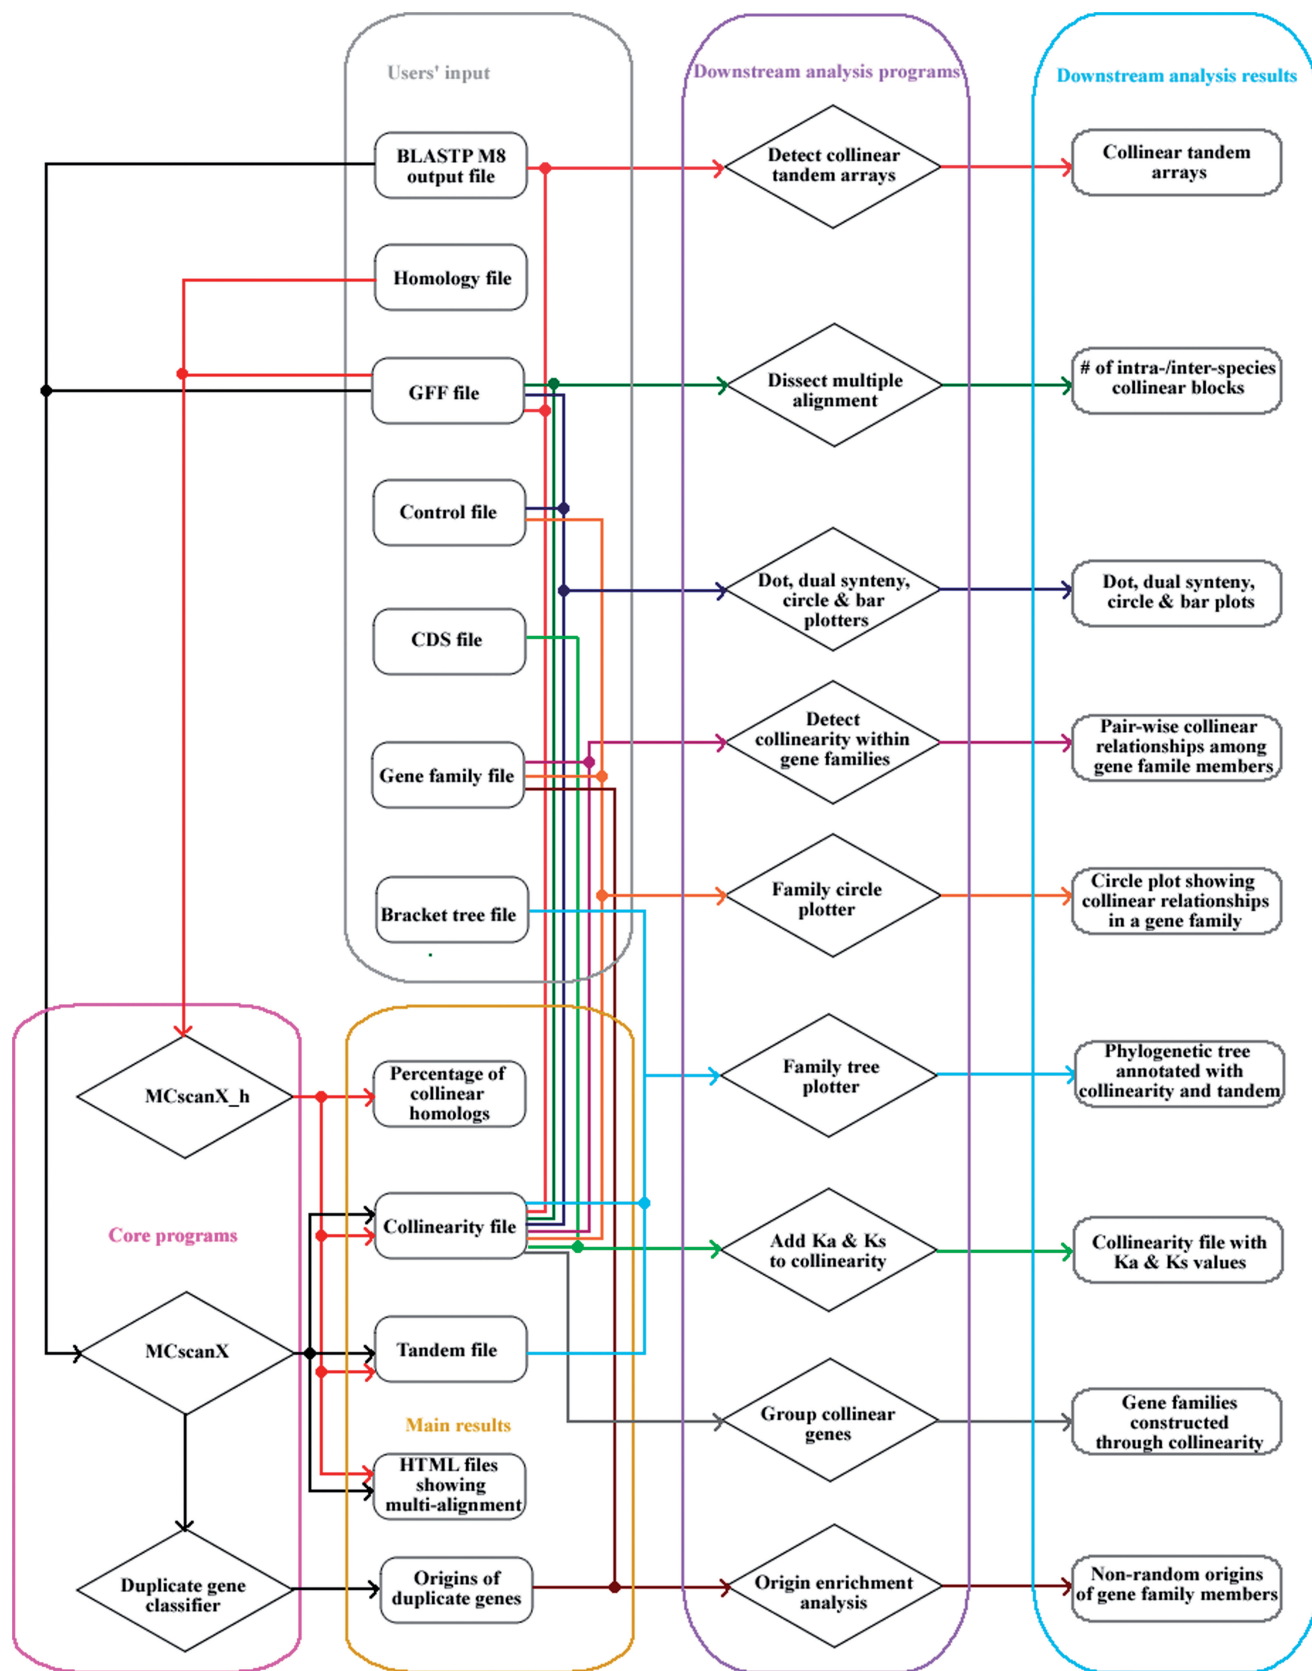 Users' input
Downstream analysis programs
Downstream analysis results
BLASTP M8
output file
Detect collinear
tandem arrays
Collinear tandem
arrays
Homology file
GFF file
Dissect multiple
alignment
# of intra-/inter-species
collinear blocks
Control file
Dot, dual synteny,
circle & bar
plotters
Dot, dual synteny,
circle & bar plots
CDS file
Gene family file
Detect
collinearity within
gene families
Pair-wise collinear
relationships among
gene famile members
Bracket tree file
Family circle
plotter
Circle plot showing
collinear relationships
in a gene family
MCscanX_h
Percentage of
collinear
homologs
Family tree
plotter
Phylogenetic tree
annotated with
collinearity and tandem
Core programs
Collinearity file
Add Ka & Ks
to collinearity
Collinearity file with
Ka & Ks values
MCscanX
Tandem file
Main results
Group collinear
genes
Gene families
constructed
through collinearity
HTML files
showing
multi-alignment
Duplicate gene
classifier
Origins of
duplicate genes
Origin enrichment
analysis
Non-random origins
of gene family members